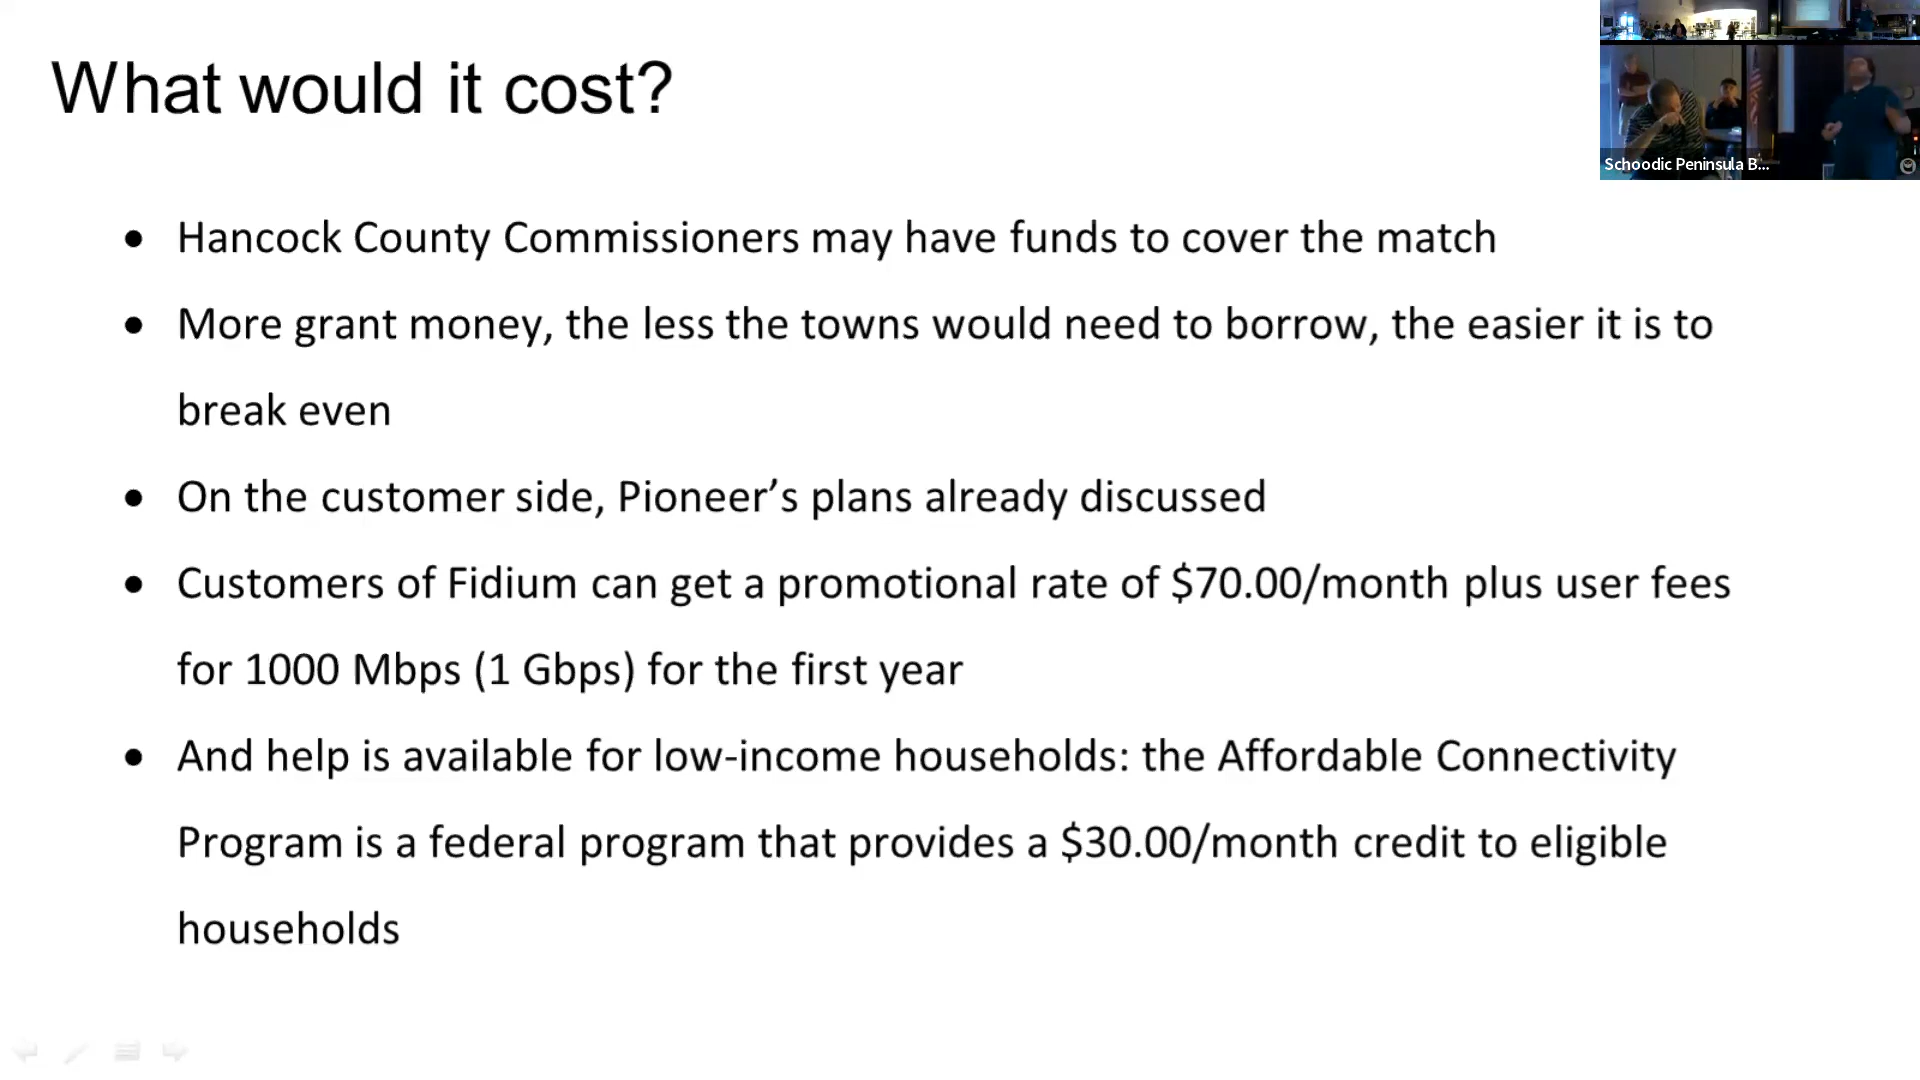 What would it cost?
Schoodic Peninsula B...
• Hancock County Commissioners may have funds to cover the match
• More grant money, the less the towns would need to borrow, the easier it is to
break even
• On the customer side, Pioneer’s plans already discussed
• Customers of Fidium can get a promotional rate of $70.00/month plus user fees
for 1000 Mbps (1 Gbps) for the first year
• And help is available for low-income households: the Affordable Connectivity
Program is a federal program that provides a $30.00/month credit to eligible
households